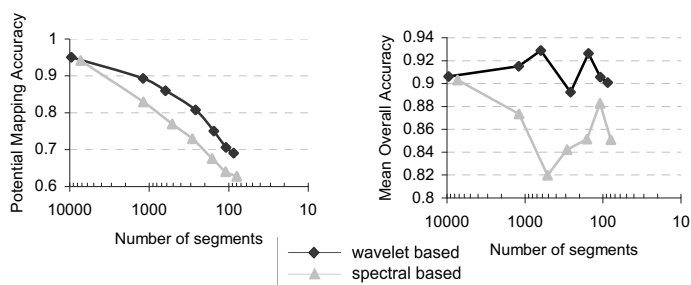 Potential Mapping Accuracy
1
0.9
0.8
0.7
0.6
10000 1000 100 10
Number of segments
Mean Overall Accuracy
0.94
0.92
0.9
0.88
0.86
0.84
0.82
0.8
10000 1000 100 10
Number of segments
wavelet based
spectral based